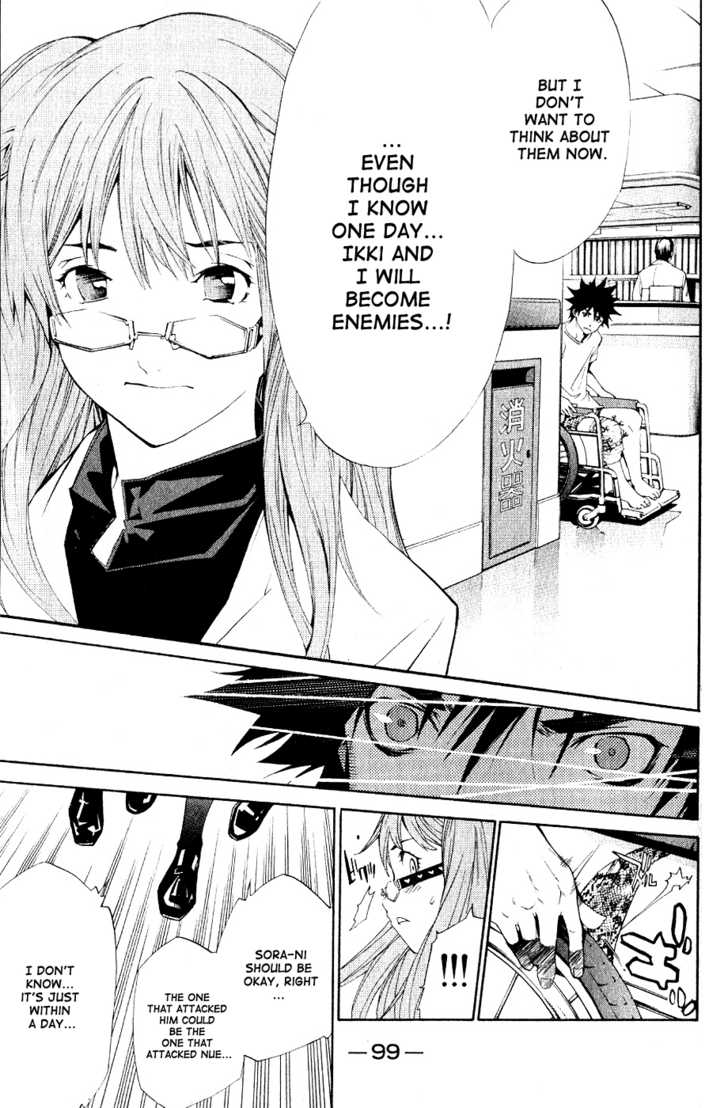 BUT I
DON'T
WANT TO
THINK ABOUT
THEM NOW.
...
EVEN
THOUGH
I KNOW
ONE DAY...
IKKI AND
I WILL
BECOME
ENEMIES...!
消火器
!!!
SORA-NI
SHOULD BE
OKAY, RIGHT
...
THE ONE
THAT ATTACKED
HIM COULD
BE THE
ONE THAT
ATTACKED NUE...
I DON'T
KNOW...
IT'S JUST
WITHIN
A DAY...
—99—